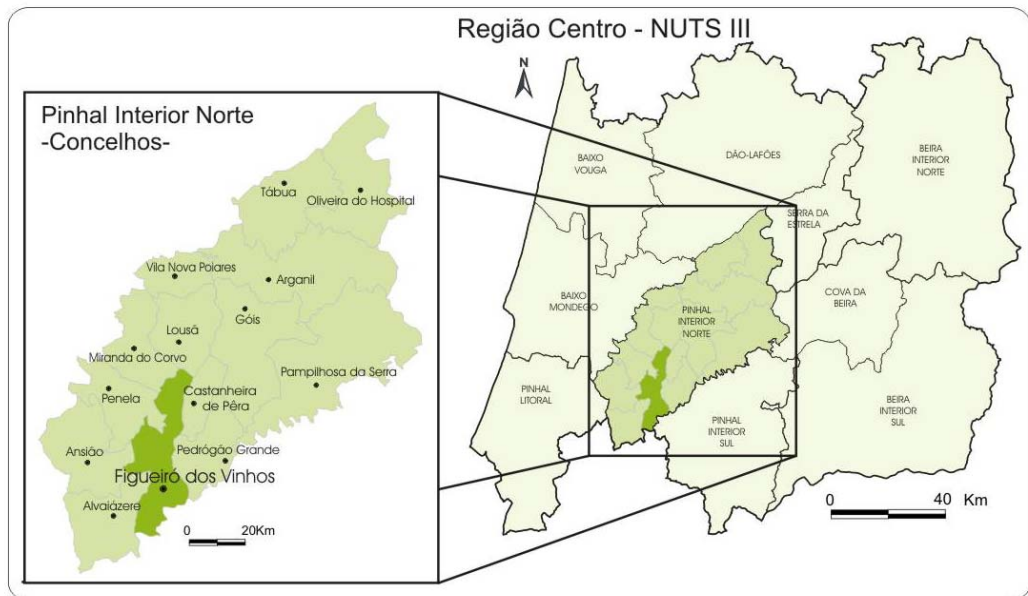 Região Centro - NUTS III
N
Pinhal Interior Norte
-Concelhos-
Tábua
Oliveira do Hospital
Vila Nova Poiares
Arganil
Góis
Lousã
Miranda do Corvo
Pampilhosa da Serra
Penela
Castanheira
de Pêra
Ansião
Pedrógão Grande
Figueiró dos Vinhos
Alvaiázere
0 20Km
BAIXO
VOUGA
DÃO-LAFÕES
BEIRA
INTERIOR
NORTE
SERRA DA
ESTRELA
BAIXO
MONDEGO
COVA DA
BEIRA
PINHAL
INTERIOR
NORTE
PINHAL
LITORAL
PINHAL
INTERIOR
SUL
BEIRA
INTERIOR
SUL
0 40 Km